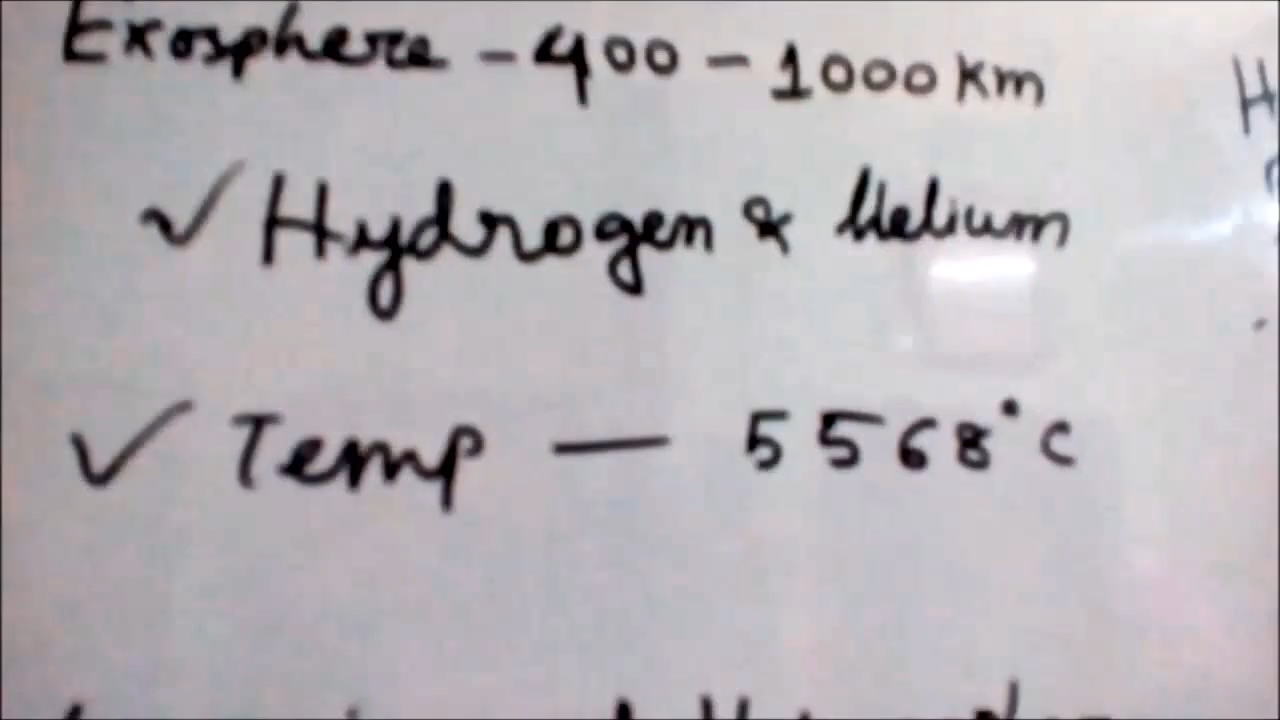 Exosphere - 400 - 1000 km
✓ Hydrogen & Helium
✓ Temp — 5568°C